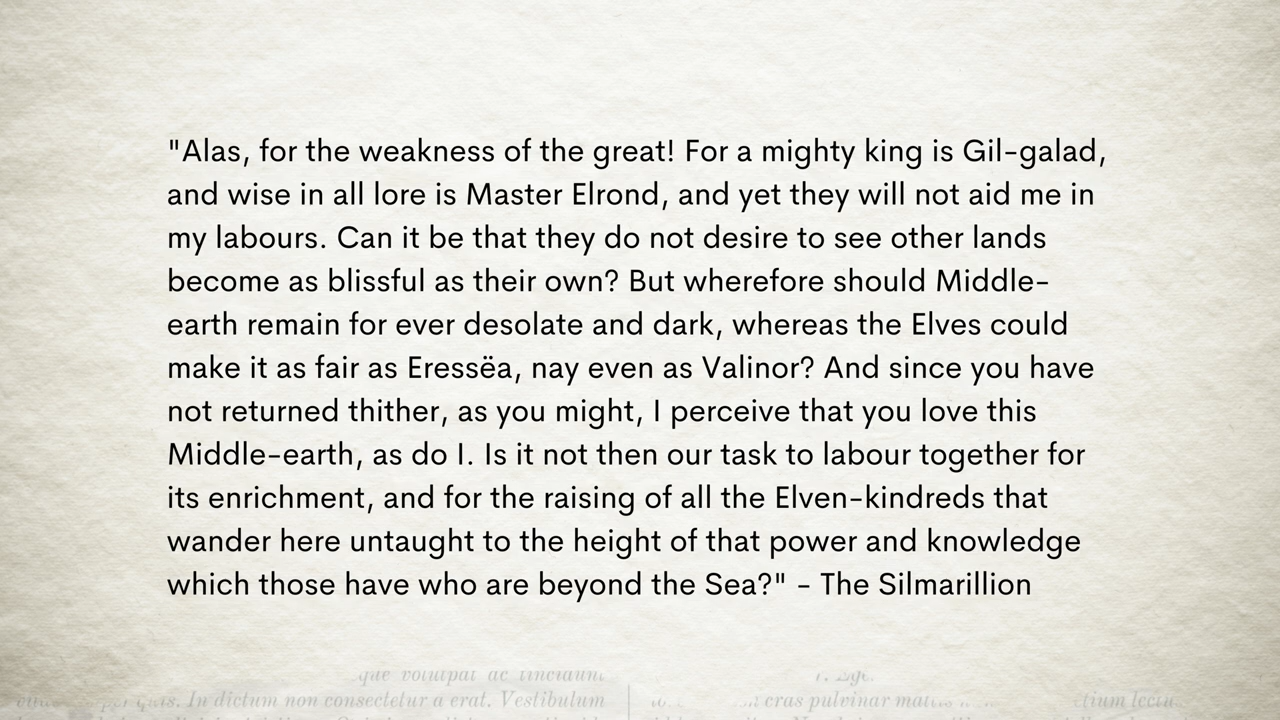 "Alas, for the weakness of the great! For a mighty king is Gil-galad,
and wise in all lore is Master Elrond, and yet they will not aid me in
my labours. Can it be that they do not desire to see other lands
become as blissful as their own? But wherefore should Middle-
earth remain for ever desolate and dark, whereas the Elves could
make it as fair as Eressëa, nay even as Valinor? And since you have
not returned thither, as you might, I perceive that you love this
Middle-earth, as do I. Is it not then our task to labour together for
its enrichment, and for the raising of all the Elven-kindreds that
wander here untaught to the height of that power and knowledge
which those have who are beyond the Sea?" - The Silmarillion
volutpat ac
In dictum non consectetur a erat. Vestibulum
cras pulvinar